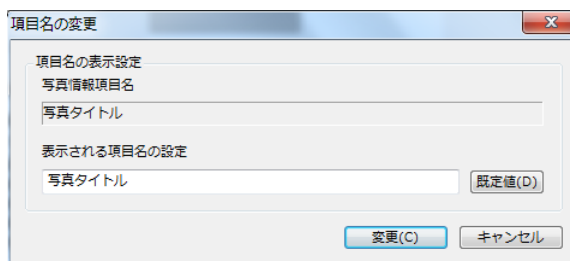 項目名の変更
項目名の表示設定
写真情報項目名
写真タイトル
表示される項目名の設定
写真タイトル
既定値(D)
変更(C)
キャンセル